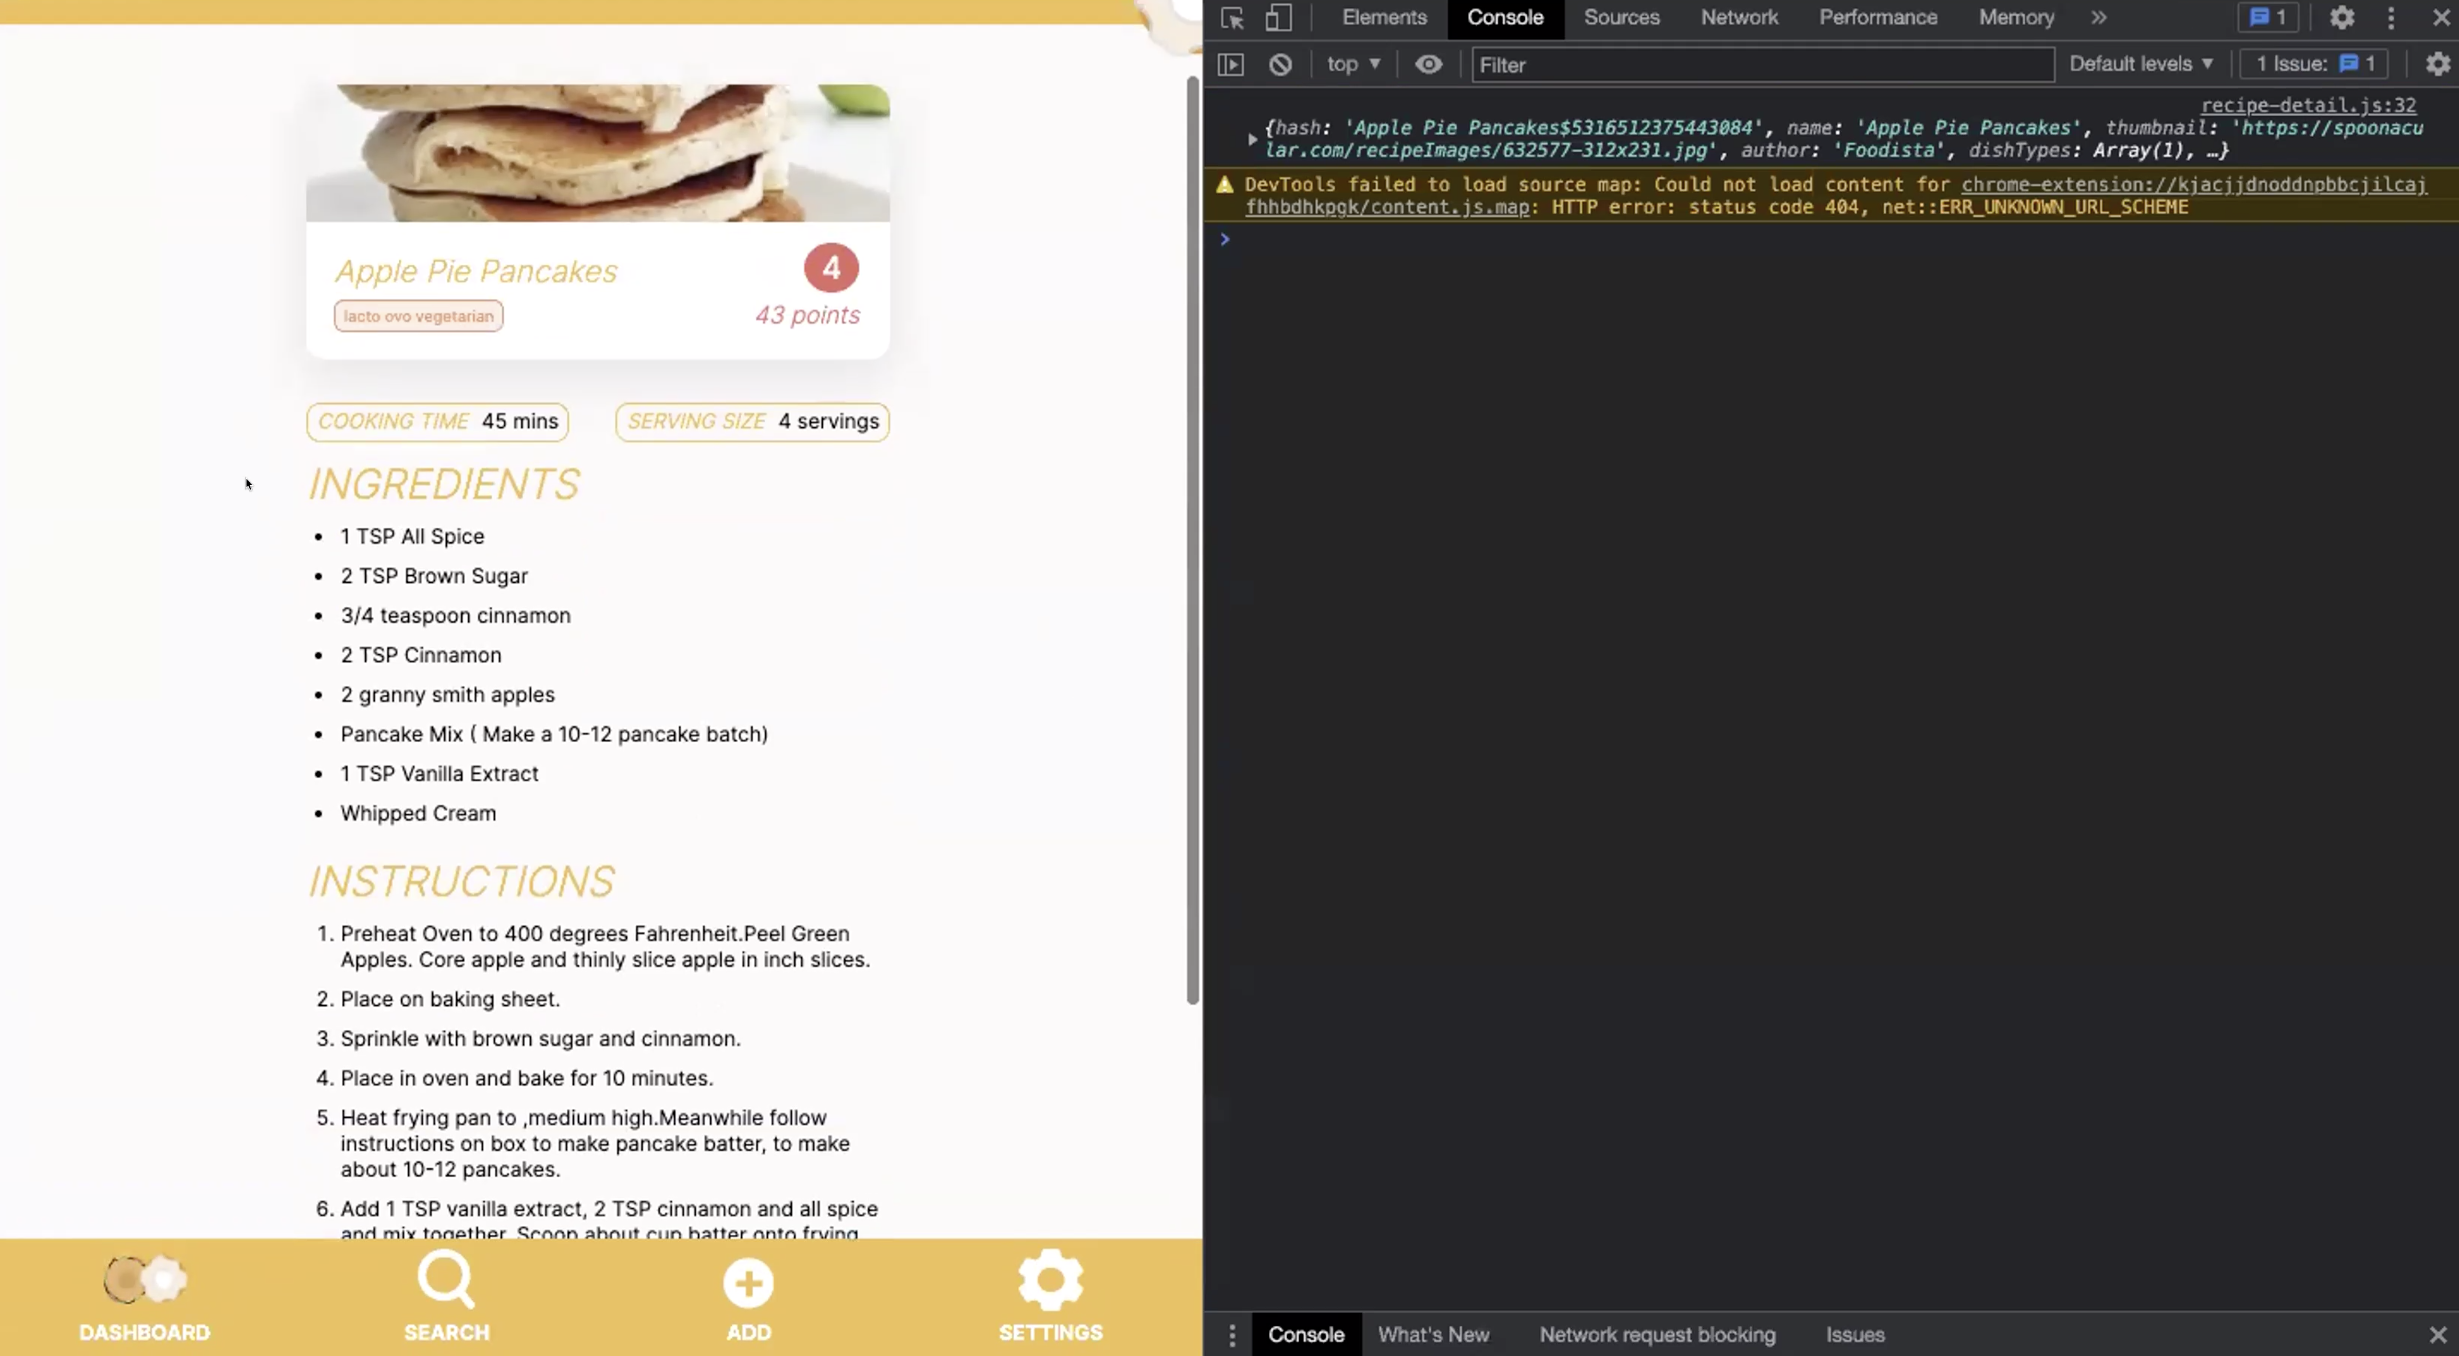 Apple Pie Pancakes
4
lacto ovo vegetarian
43 points
COOKING TIME 45 mins
SERVING SIZE 4 servings
INGREDIENTS
• 1 TSP All Spice
• 2 TSP Brown Sugar
• 3/4 teaspoon cinnamon
• 2 TSP Cinnamon
• 2 granny smith apples
• Pancake Mix ( Make a 10-12 pancake batch)
• 1 TSP Vanilla Extract
• Whipped Cream
INSTRUCTIONS
1. Preheat Oven to 400 degrees Fahrenheit.Peel Green
Apples. Core apple and thinly slice apple in inch slices.
2. Place on baking sheet.
3. Sprinkle with brown sugar and cinnamon.
4. Place in oven and bake for 10 minutes.
5. Heat frying pan to ,medium high.Meanwhile follow
instructions on box to make pancake batter, to make
about 10-12 pancakes.
6. Add 1 TSP vanilla extract, 2 TSP cinnamon and all spice
and mix together. Scoop about cup batter onto frying
DASHBOARD
SEARCH
ADD
SETTINGS
Elements Console Sources Network Performance Memory » 1
top ▼ Filter Default levels ▼ 1 Issue: 1
recipe-detail.js:32
{hash: 'Apple Pie Pancakes$5316512375443084', name: 'Apple Pie Pancakes', thumbnail: 'https://spoonacu
lar.com/recipeImages/632577-312x231.jpg', author: 'Foodista', dishTypes: Array(1), …}
DevTools failed to load source map: Could not load content for chrome-extension://kjacjjdnoddnpbbcjilcaj
fhhbdhkpgk/content.js.map: HTTP error: status code 404, net::ERR_UNKNOWN_URL_SCHEME
>
Console What's New Network request blocking Issues